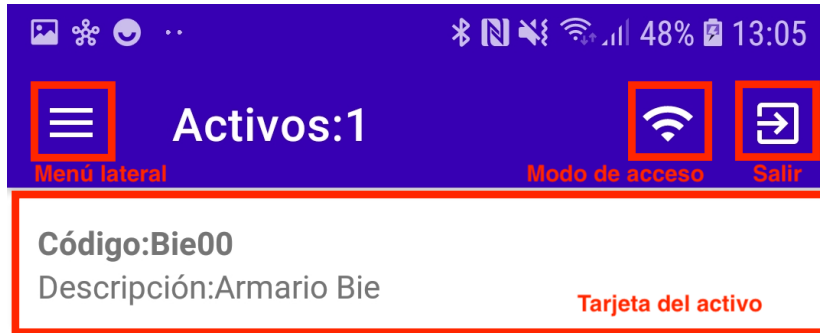 48% 13:05
Activos:1
Menú lateral Modo de acceso Salir
Código:Bie00
Descripción:Armario Bie
Tarjeta del activo